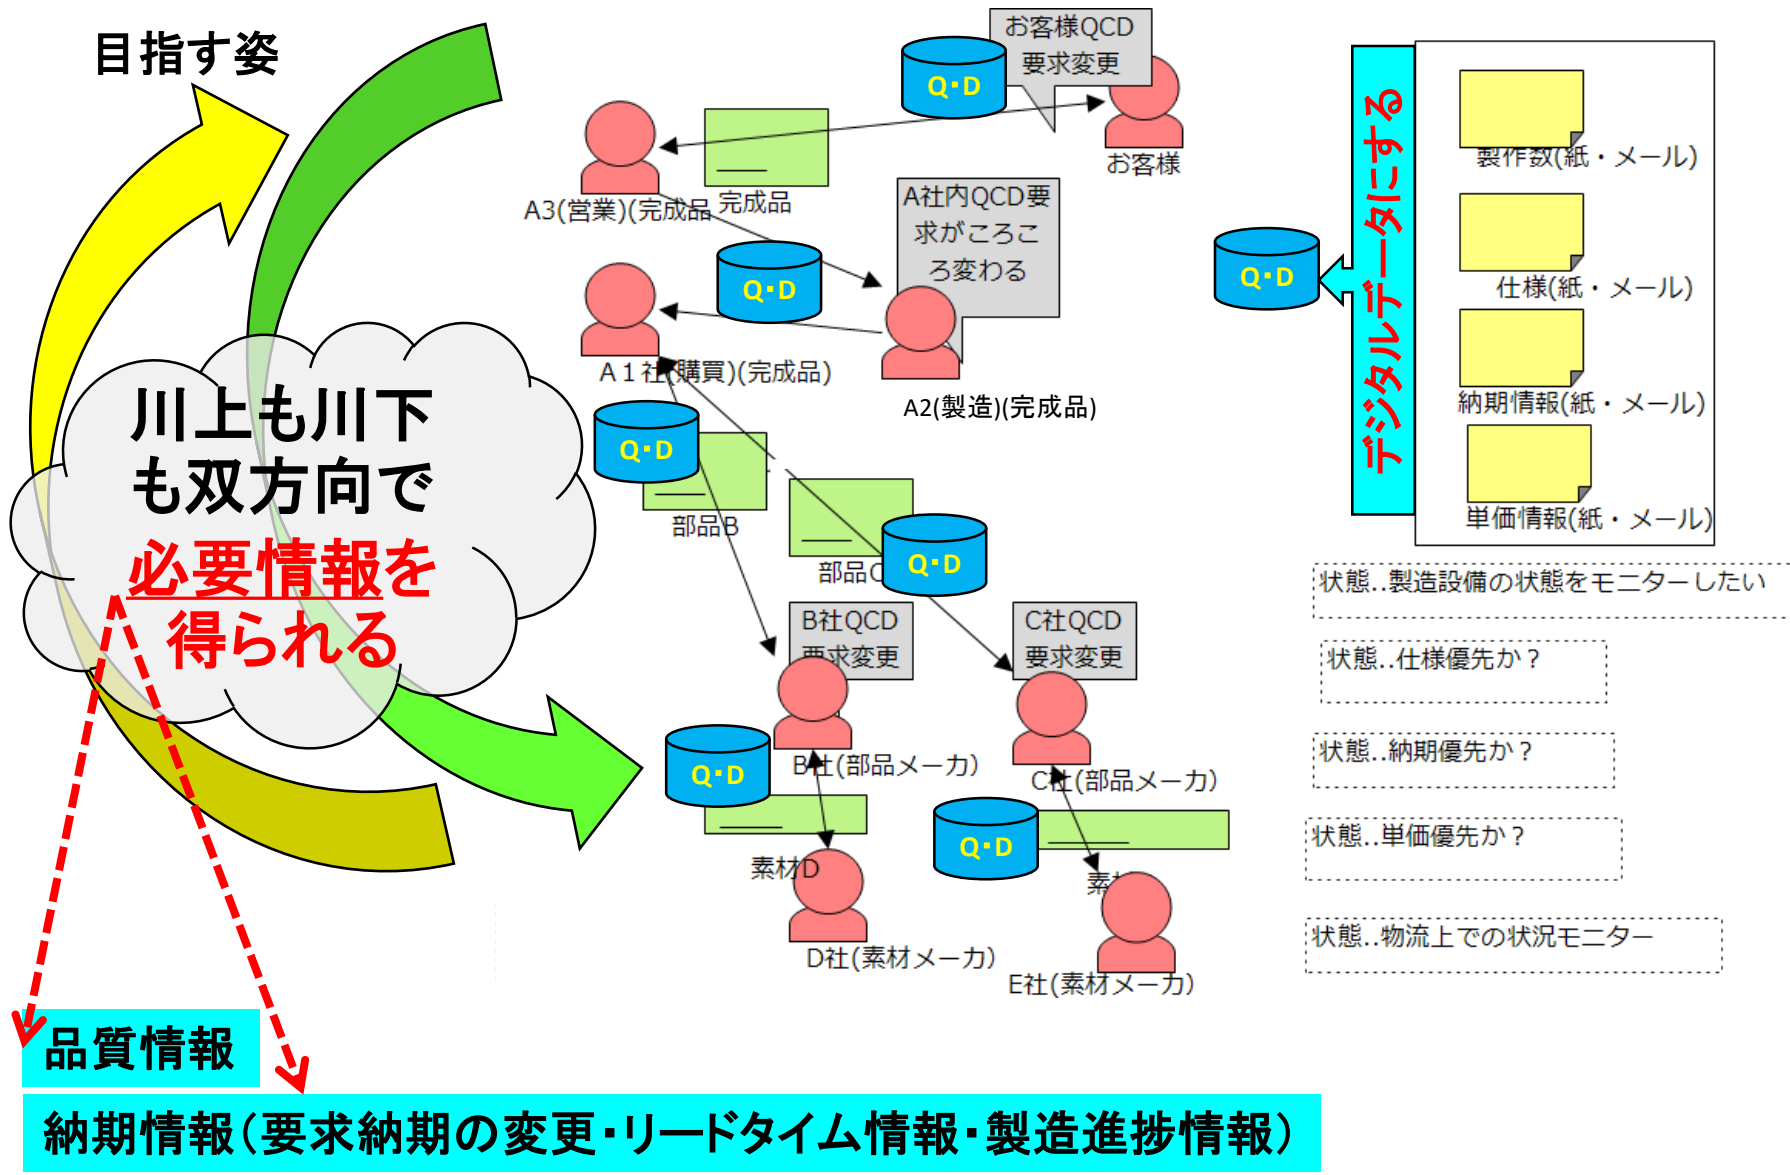 目指す姿
川上も川下
も双方向で
必要情報を
得られる
品質情報
納期情報(要求納期の変更・リードタイム情報・製造進捗情報)
お客様QCD
要求変更
Q・D
お客様
A3(営業)(完成品
完成品
A社内QCD要
求がころこ
ろ変わる
Q・D
A1社(購買)(完成品)
A2(製造)(完成品)
Q・D
部品B
部品C
Q・D
B社QCD
要求変更
C社QCD
要求変更
B社(部品メーカ)
C社(部品メーカ)
Q・D
Q・D
素材D
素材
D社(素材メーカ)
E社(素材メーカ)
Q・D
デジタルデータにする
製作数(紙・メール)
仕様(紙・メール)
納期情報(紙・メール)
単価情報(紙・メール)
状態..製造設備の状態をモニターしたい
状態..仕様優先か?
状態..納期優先か?
状態..単価優先か?
状態..物流上での状況モニター